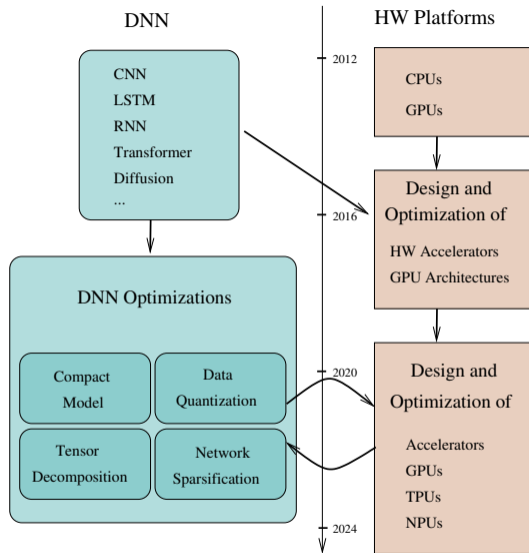 DNN
HW Platforms
CNN
LSTM
RNN
Transformer
Diffusion
...
DNN Optimizations
Compact
Model
Data
Quantization
Tensor
Decomposition
Network
Sparsification
2012
2016
2020
2024
CPUs
GPUs
Design and
Optimization of
HW Accelerators
GPU Architectures
Design and
Optimization of
Accelerators
GPUs
TPUs
NPUs